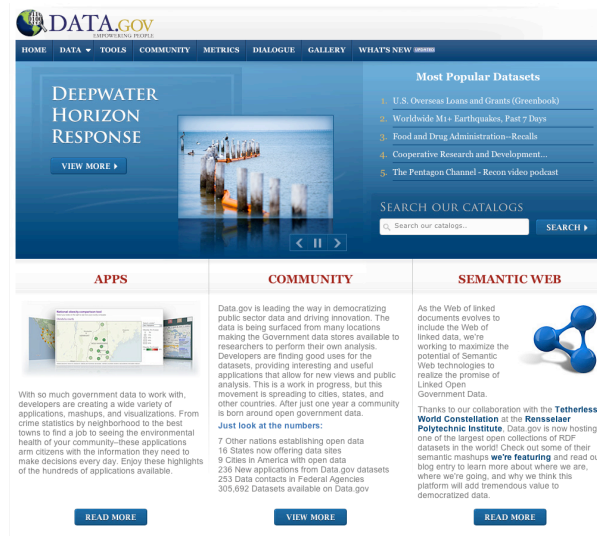 DATA.GOV
EMPOWERING PEOPLE
HOME DATA TOOLS COMMUNITY METRICS DIALOGUE GALLERY WHAT'S NEW UPDATED
DEEPWATER
HORIZON
RESPONSE
VIEW MORE
Most Popular Datasets
1. U.S. Overseas Loans and Grants (Greenbook)
2. Worldwide M1+ Earthquakes, Past 7 Days
3. Food and Drug Administration--Recalls
4. Cooperative Research and Development...
5. The Pentagon Channel - Recon video podcast
SEARCH OUR CATALOGS
Search our catalogs..
SEARCH
APPS
With so much government data to work with,
developers are creating a wide variety of
applications, mashups, and visualizations. From
crime statistics by neighborhood to the best
towns to find a job to seeing the environmental
health of your community–these applications
arm citizens with the information they need to
make decisions every day. Enjoy these highlights
of the hundreds of applications available.
READ MORE
COMMUNITY
Data.gov is leading the way in democratizing
public sector data and driving innovation. The
data is being surfaced from many locations
making the Government data stores available to
researchers to perform their own analysis.
Developers are finding good uses for the
datasets, providing interesting and useful
applications that allow for new views and public
analysis. This is a work in progress, but this
movement is spreading to cities, states, and
other countries. After just one year a community
is born around open government data.
Just look at the numbers:
7 Other nations establishing open data
16 States now offering data sites
9 Cities in America with open data
236 New applications from Data.gov datasets
253 Data contacts in Federal Agencies
305,692 Datasets available on Data.gov
VIEW MORE
SEMANTIC WEB
As the Web of linked
documents evolves to
include the Web of
linked data, we're
working to maximize the
potential of Semantic
Web technologies to
realize the promise of
Linked Open
Government Data.
Thanks to our collaboration with the Tetherless
World Constellation at the Rensselaer
Polytechnic Institute, Data.gov is now hosting
one of the largest open collections of RDF
datasets in the world! Check out some of their
semantic mashups we're featuring and read ou
blog entry to learn more about where we are,
where we're going, and why we think this
platform will add tremendous value to
democratized data.
READ MORE